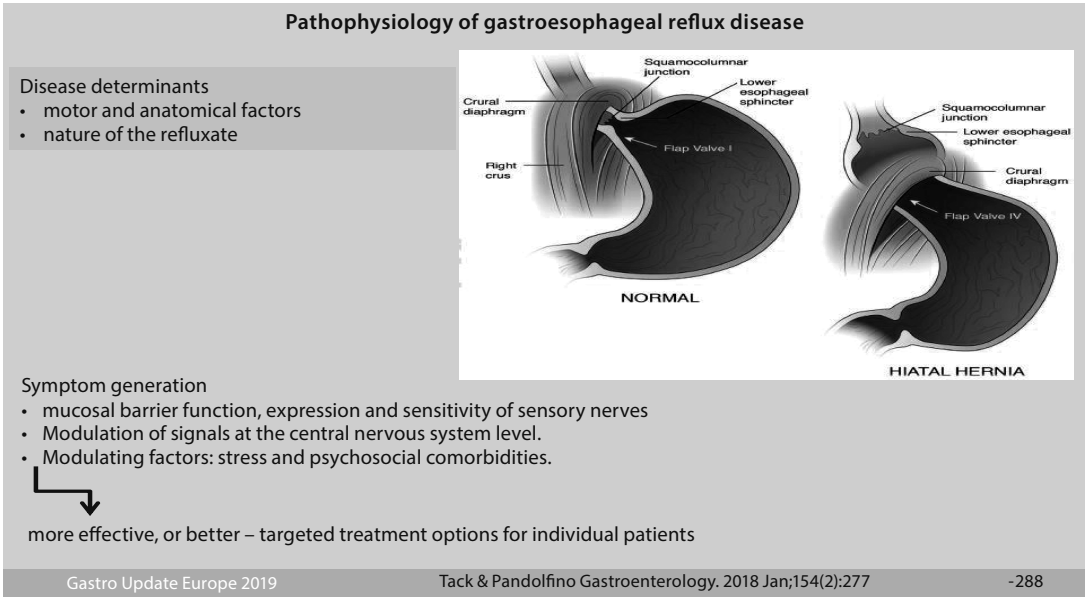 Pathophysiology of gastroesophageal reflux disease
Disease determinants
• motor and anatomical factors
• nature of the refluxate
Squamocolumnar
junction
Lower
esophageal
sphincter
Crural
diaphragm
Flap Valve I
Right
crus
NORMAL
Squamocolumnar
junction
Lower esophageal
sphincter
Crural
diaphragm
Flap Valve IV
HIATAL HERNIA
Symptom generation
• mucosal barrier function, expression and sensitivity of sensory nerves
• Modulation of signals at the central nervous system level.
• Modulating factors: stress and psychosocial comorbidities.
more effective, or better – targeted treatment options for individual patients
Gastro Update Europe 2019 Tack & Pandolfino Gastroenterology. 2018 Jan;154(2):277 -288